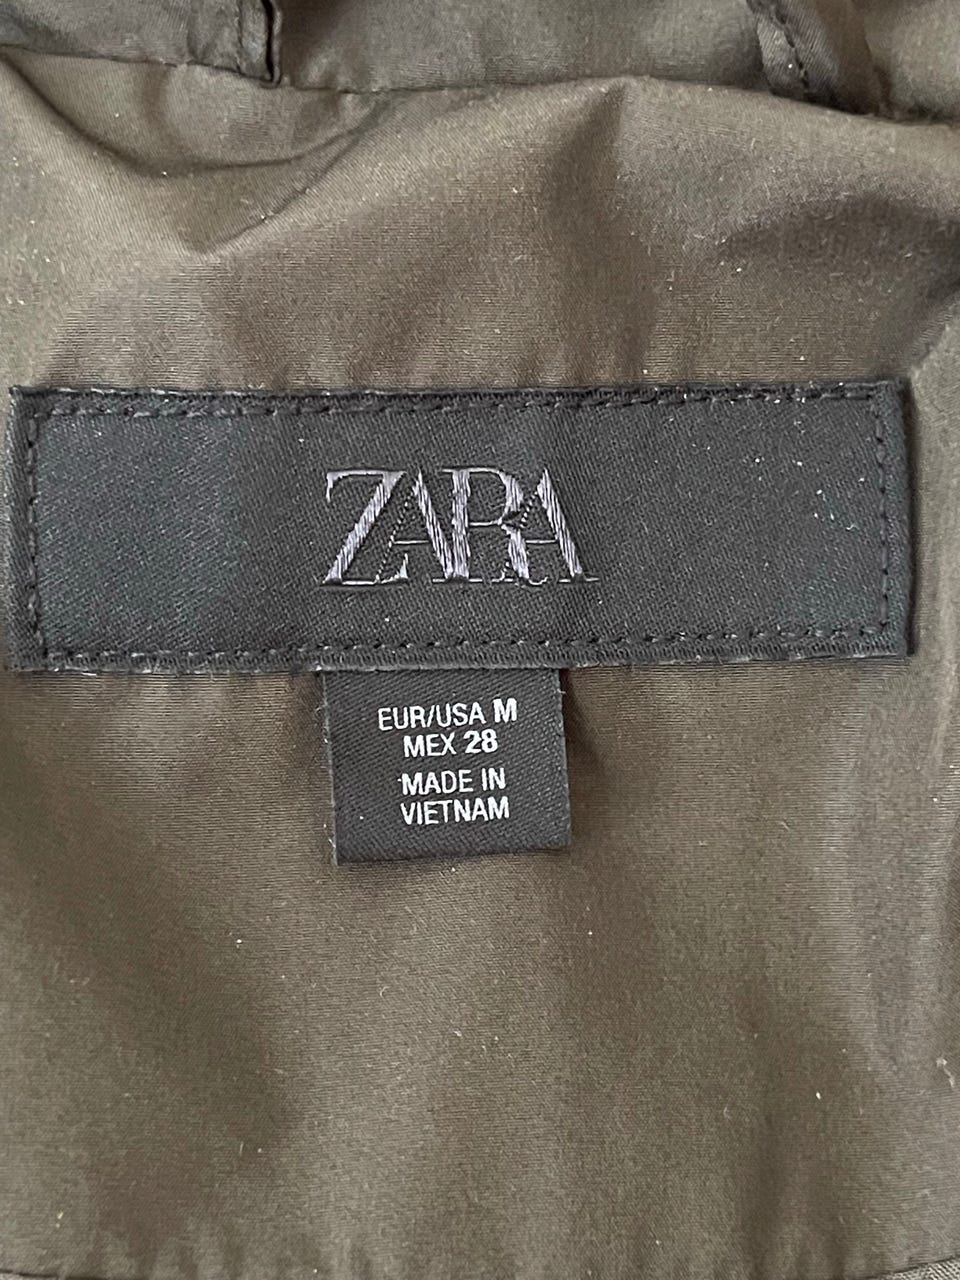 ZARA
EUR/USA M
MEX 28
MADE IN
VIETNAM